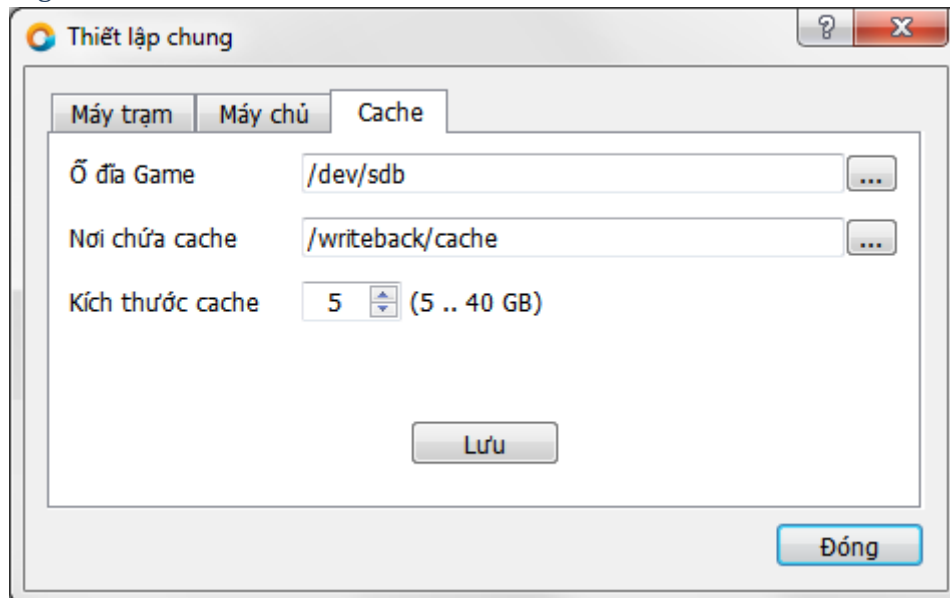 Thiết lập chung
Máy trạm Máy chủ Cache
Ổ đĩa Game /dev/sdb ...
Nơi chứa cache /writeback/cache ...
Kích thước cache 5 (5 .. 40 GB)
Lưu
Đóng